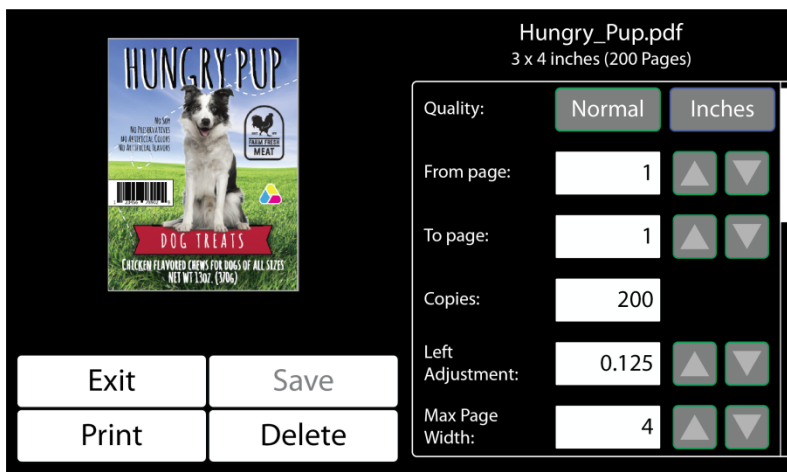 HUNGRY PUP
No Soy
No Preservatives
No Artificial Colors
No Artificial Flavors
FARM FRESH
MEAT
DOG TREATS
Chicken Flavored Chews for Dogs of All Sizes
NET WT 13oz. (370g)
Exit
Save
Print
Delete
Hungry_Pup.pdf
3 x 4 inches (200 Pages)
Quality:
Normal
Inches
From page:
1
To page:
1
Copies:
200
Left
Adjustment:
0.125
Max Page
Width:
4